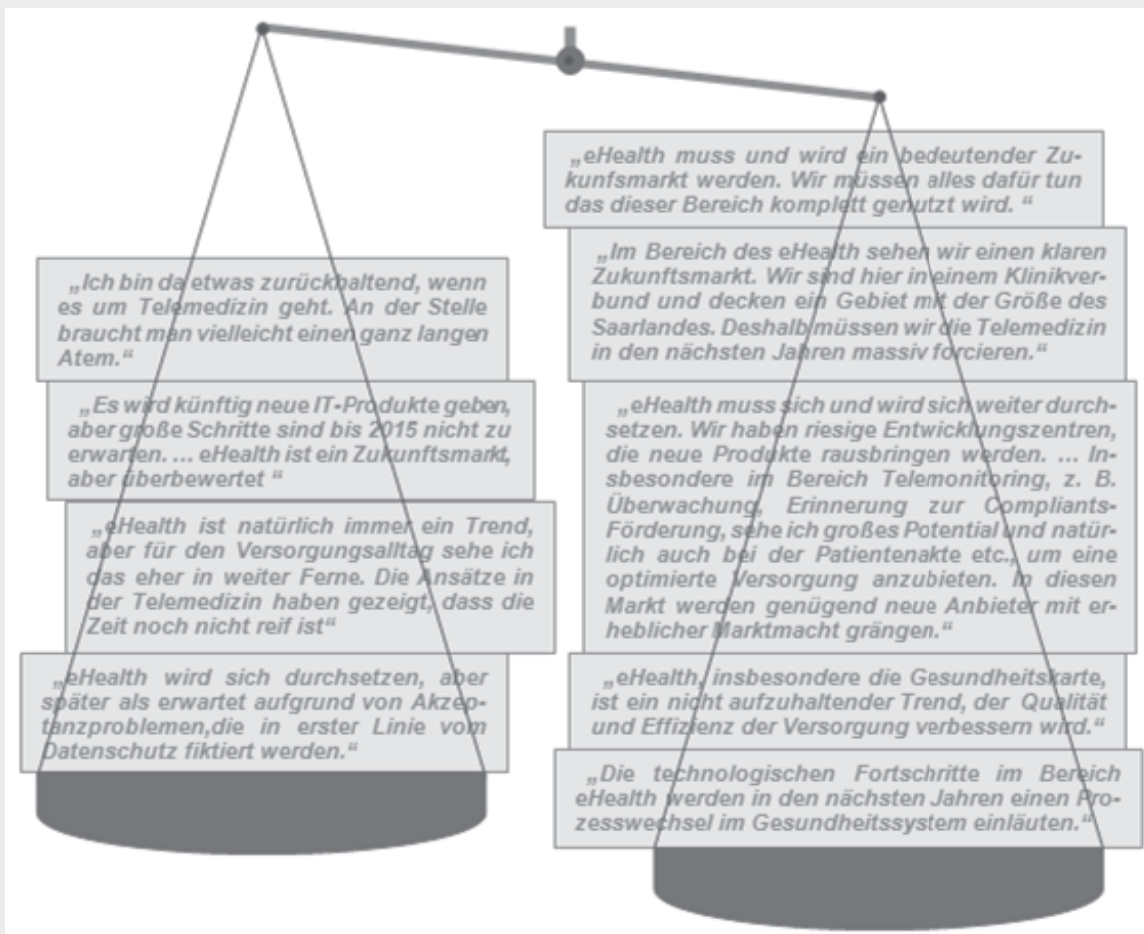 „Ich bin da etwas zurückhaltend, wenn
es um Telemedizin geht. An der Stelle
braucht man vielleicht einen ganz langen
Atem.“
„Es wird künftig neue IT-Produkte geben,
aber große Schritte sind bis 2015 nicht zu
erwarten. ... eHealth ist ein Zukunftsmarkt,
aber überbewertet “
„eHealth ist natürlich immer ein Trend,
aber für den Versorgungsalltag sehe ich
das eher in weiter Ferne. Die Ansätze in
der Telemedizin haben gezeigt, dass die
Zeit noch nicht reif ist“
„eHealth wird sich durchsetzen, aber
später als erwartet aufgrund von Akzep-
tanzproblemen,die in erster Linie vom
Datenschutz fiktiert werden.“
„eHealth muss und wird ein bedeutender Zu-
kunfsmarkt werden. Wir müssen alles dafür tun
das dieser Bereich komplett genutzt wird. “
„Im Bereich des eHealth sehen wir einen klaren
Zukunftsmarkt. Wir sind hier in einem Klinikver-
bund und decken ein Gebiet mit der Größe des
Saarlandes. Deshalb müssen wir die Telemedizin
in den nächsten Jahren massiv forcieren.“
„eHealth muss sich und wird sich weiter durch-
setzen. Wir haben riesige Entwicklungszentren,
die neue Produkte rausbringen werden. ... In-
sbesondere im Bereich Telemonitoring, z. B.
Überwachung, Erinnerung zur Compliants-
Förderung, sehe ich großes Potential und natür-
lich auch bei der Patientenakte etc., um eine
optimierte Versorgung anzubieten. In diesen
Markt werden genügend neue Anbieter mit er-
heblicher Marktmacht grängen.“
„eHealth, insbesondere die Gesundheitskarte,
ist ein nicht aufzuhaltender Trend, der Qualität
und Effizienz der Versorgung verbessern wird.“
„Die technologischen Fortschritte im Bereich
eHealth werden in den nächsten Jahren einen Pro-
zesswechsel im Gesundheitssystem einläuten.“